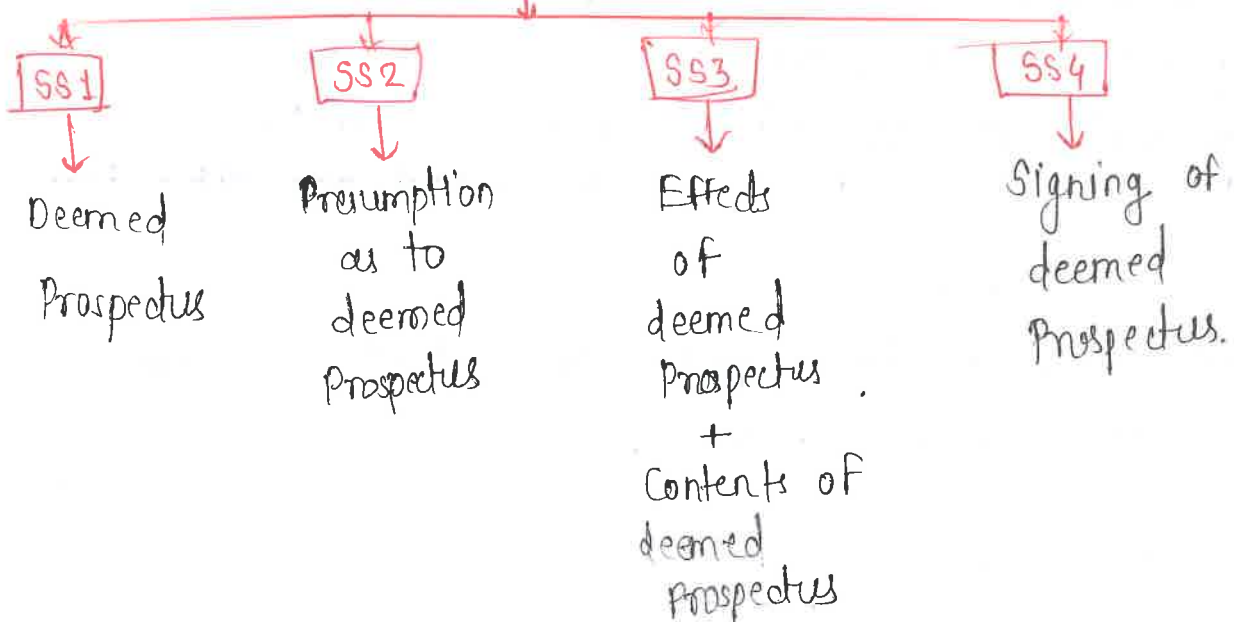 SS1
SS2
SS3
SS4
Deemed
Prospectus
Presumption
as to
deemed
Prospectus
Effects
of
deemed
Prospectus.
+
Contents of
deemed
Prospectus
Signing of
deemed
Prospectus.